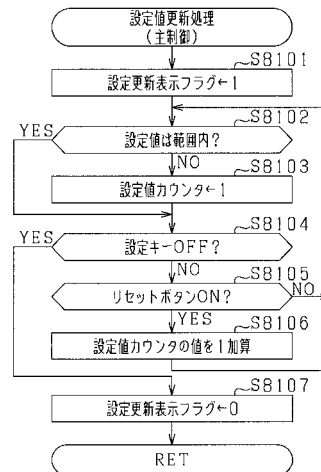 設定値更新処理
(主制御)
S8101
設定更新表示フラグ←1
S8102
YES
設定値は範囲内?
NO
S8103
設定値カウンタ←1
S8104
YES
設定キーOFF?
NO
S8105
リセットボタンON?
NO
YES
S8106
設定値カウンタの値を1加算
S8107
設定更新表示フラグ←0
RET